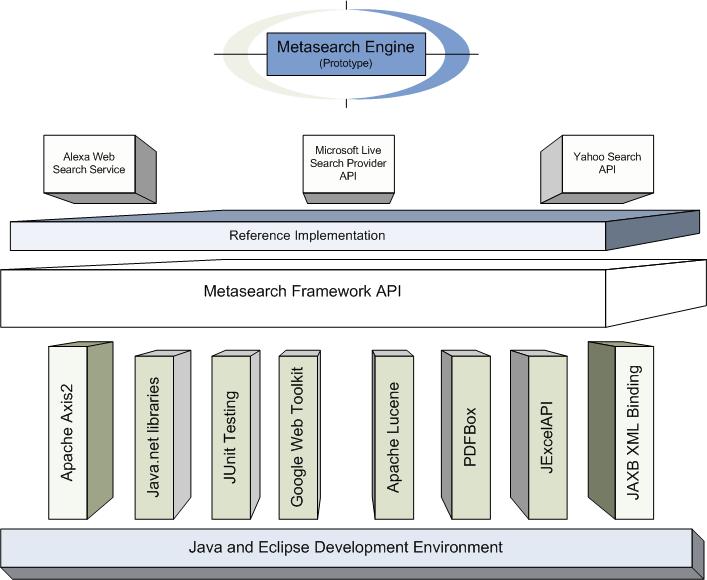 Metasearch Engine
(Prototype)
Alexa Web
Search Service
Microsoft Live
Search Provider
API
Yahoo Search
API
Reference Implementation
Metasearch Framework API
Apache Axis2
Java.net libraries
JUnit Testing
Google Web Toolkit
Apache Lucene
PDFBox
JExcelAPI
JAXB XML Binding
Java and Eclipse Development Environment